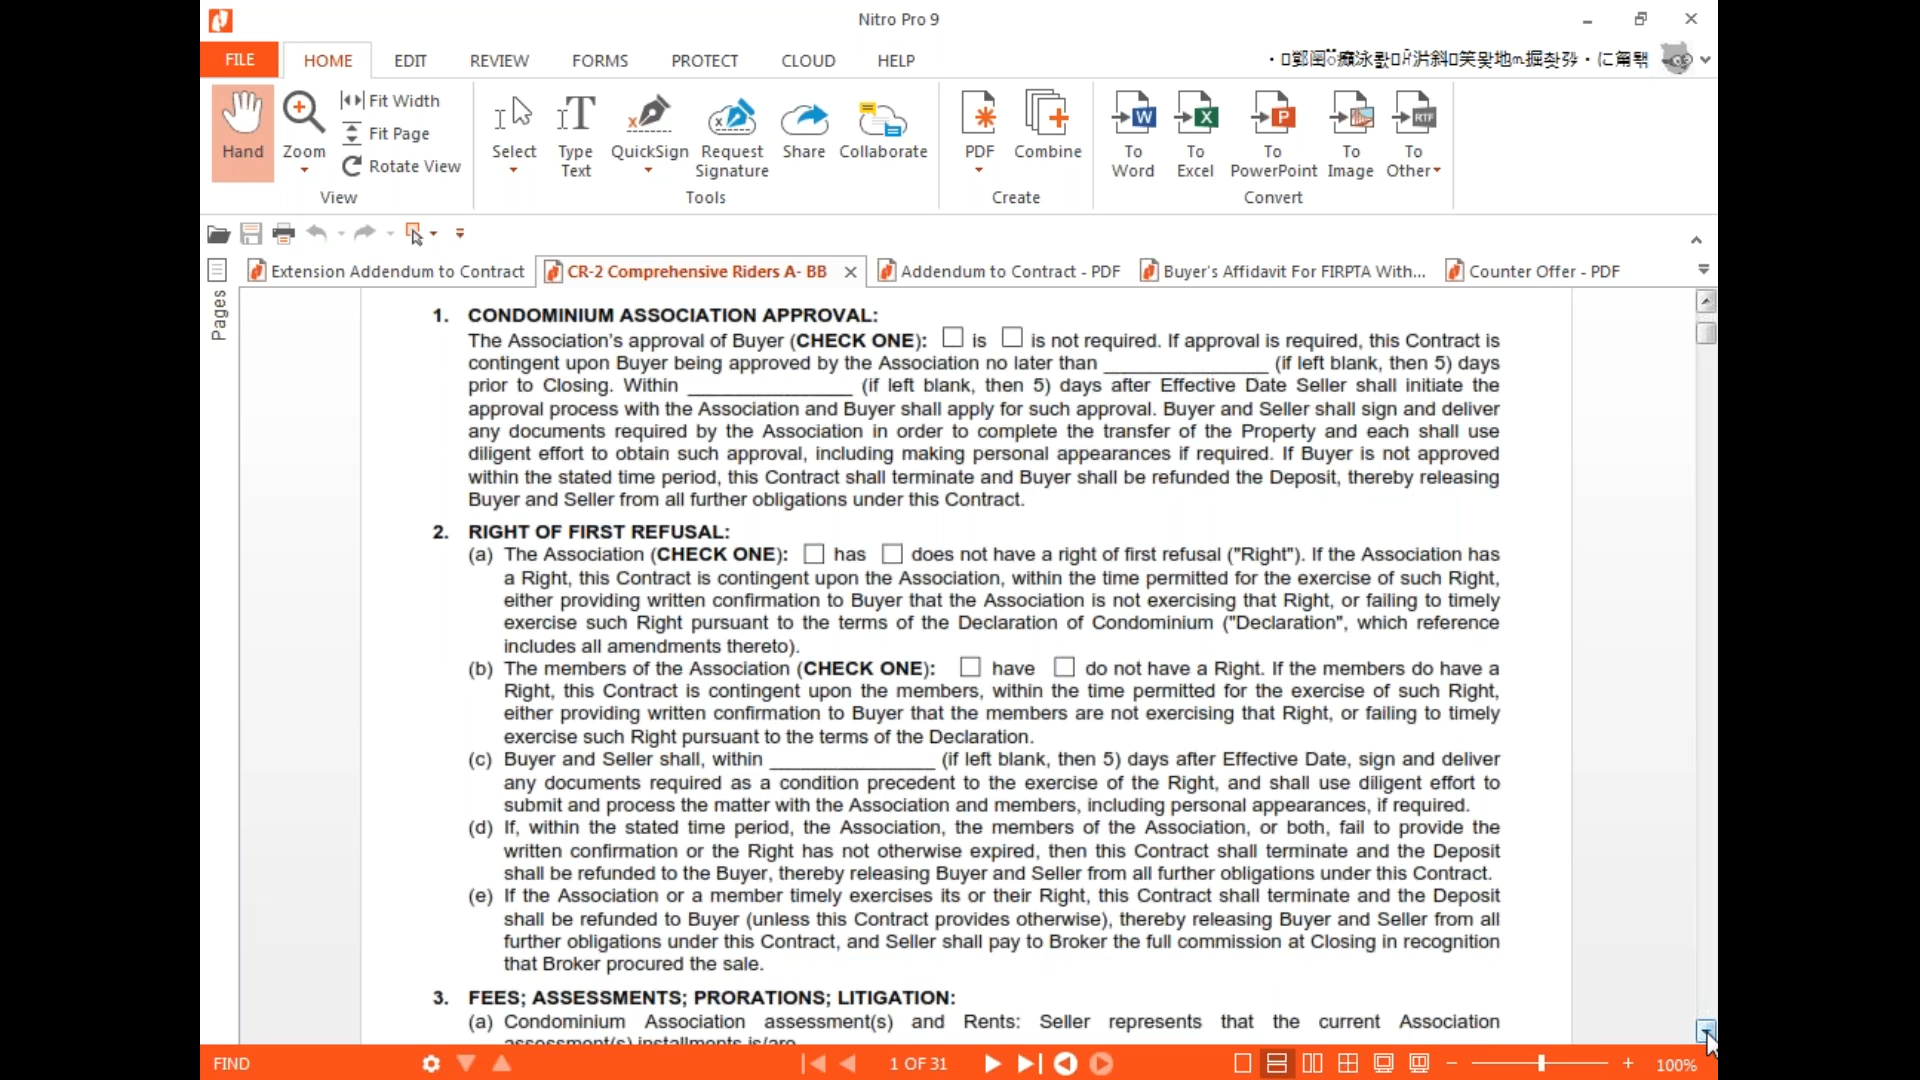 Nitro Pro 9
FILE HOME EDIT REVIEW FORMS PROTECT CLOUD HELP
Hand
Zoom
Fit Width
Fit Page
Rotate View
View
Select
Type Text
QuickSign
Request Signature
Share
Collaborate
Tools
PDF
Combine
Create
To Word
To Excel
To PowerPoint
To Image
To Other
Convert
Pages
Extension Addendum to Contract
CR-2 Comprehensive Riders A- BB
Addendum to Contract - PDF
Buyer's Affidavit For FIRPTA With...
Counter Offer - PDF
1. CONDOMINIUM ASSOCIATION APPROVAL:
The Association's approval of Buyer (CHECK ONE): ☐ is ☐ is not required. If approval is required, this Contract is
contingent upon Buyer being approved by the Association no later than ________________ (if left blank, then 5) days
prior to Closing. Within ________________ (if left blank, then 5) days after Effective Date Seller shall initiate the
approval process with the Association and Buyer shall apply for such approval. Buyer and Seller shall sign and deliver
any documents required by the Association in order to complete the transfer of the Property and each shall use
diligent effort to obtain such approval, including making personal appearances if required. If Buyer is not approved
within the stated time period, this Contract shall terminate and Buyer shall be refunded the Deposit, thereby releasing
Buyer and Seller from all further obligations under this Contract.
2. RIGHT OF FIRST REFUSAL:
(a) The Association (CHECK ONE): ☐ has ☐ does not have a right of first refusal ("Right"). If the Association has
a Right, this Contract is contingent upon the Association, within the time permitted for the exercise of such Right,
either providing written confirmation to Buyer that the Association is not exercising that Right, or failing to timely
exercise such Right pursuant to the terms of the Declaration of Condominium ("Declaration", which reference
includes all amendments thereto).
(b) The members of the Association (CHECK ONE): ☐ have ☐ do not have a Right. If the members do have a
Right, this Contract is contingent upon the members, within the time permitted for the exercise of such Right,
either providing written confirmation to Buyer that the members are not exercising that Right, or failing to timely
exercise such Right pursuant to the terms of the Declaration.
(c) Buyer and Seller shall, within ________________ (if left blank, then 5) days after Effective Date, sign and deliver
any documents required as a condition precedent to the exercise of the Right, and shall use diligent effort to
submit and process the matter with the Association and members, including personal appearances, if required.
(d) If, within the stated time period, the Association, the members of the Association, or both, fail to provide the
written confirmation or the Right has not otherwise expired, then this Contract shall terminate and the Deposit
shall be refunded to the Buyer, thereby releasing Buyer and Seller from all further obligations under this Contract.
(e) If the Association or a member timely exercises its or their Right, this Contract shall terminate and the Deposit
shall be refunded to Buyer (unless this Contract provides otherwise), thereby releasing Buyer and Seller from all
further obligations under this Contract, and Seller shall pay to Broker the full commission at Closing in recognition
that Broker procured the sale.
3. FEES; ASSESSMENTS; PRORATIONS; LITIGATION:
(a) Condominium Association assessment(s) and Rents: Seller represents that the current Association
assessment(s) installments is/are
FIND
1 OF 31
100%